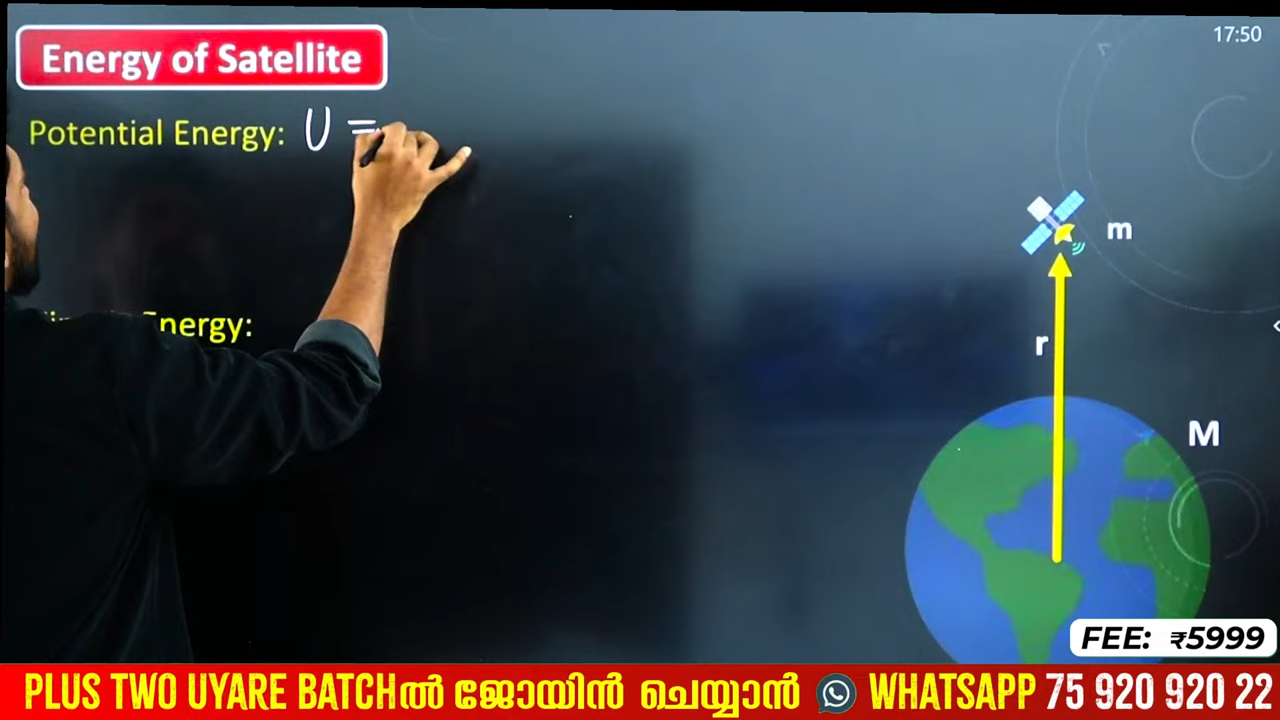 17:50
Energy of Satellite
Potential Energy: U =
m
Energy:
r
M
FEE: ₹5999
PLUS TWO UYARE BATCHൽ ജോയിൻ ചെയ്യാൻ WHATSAPP 75 920 920 22